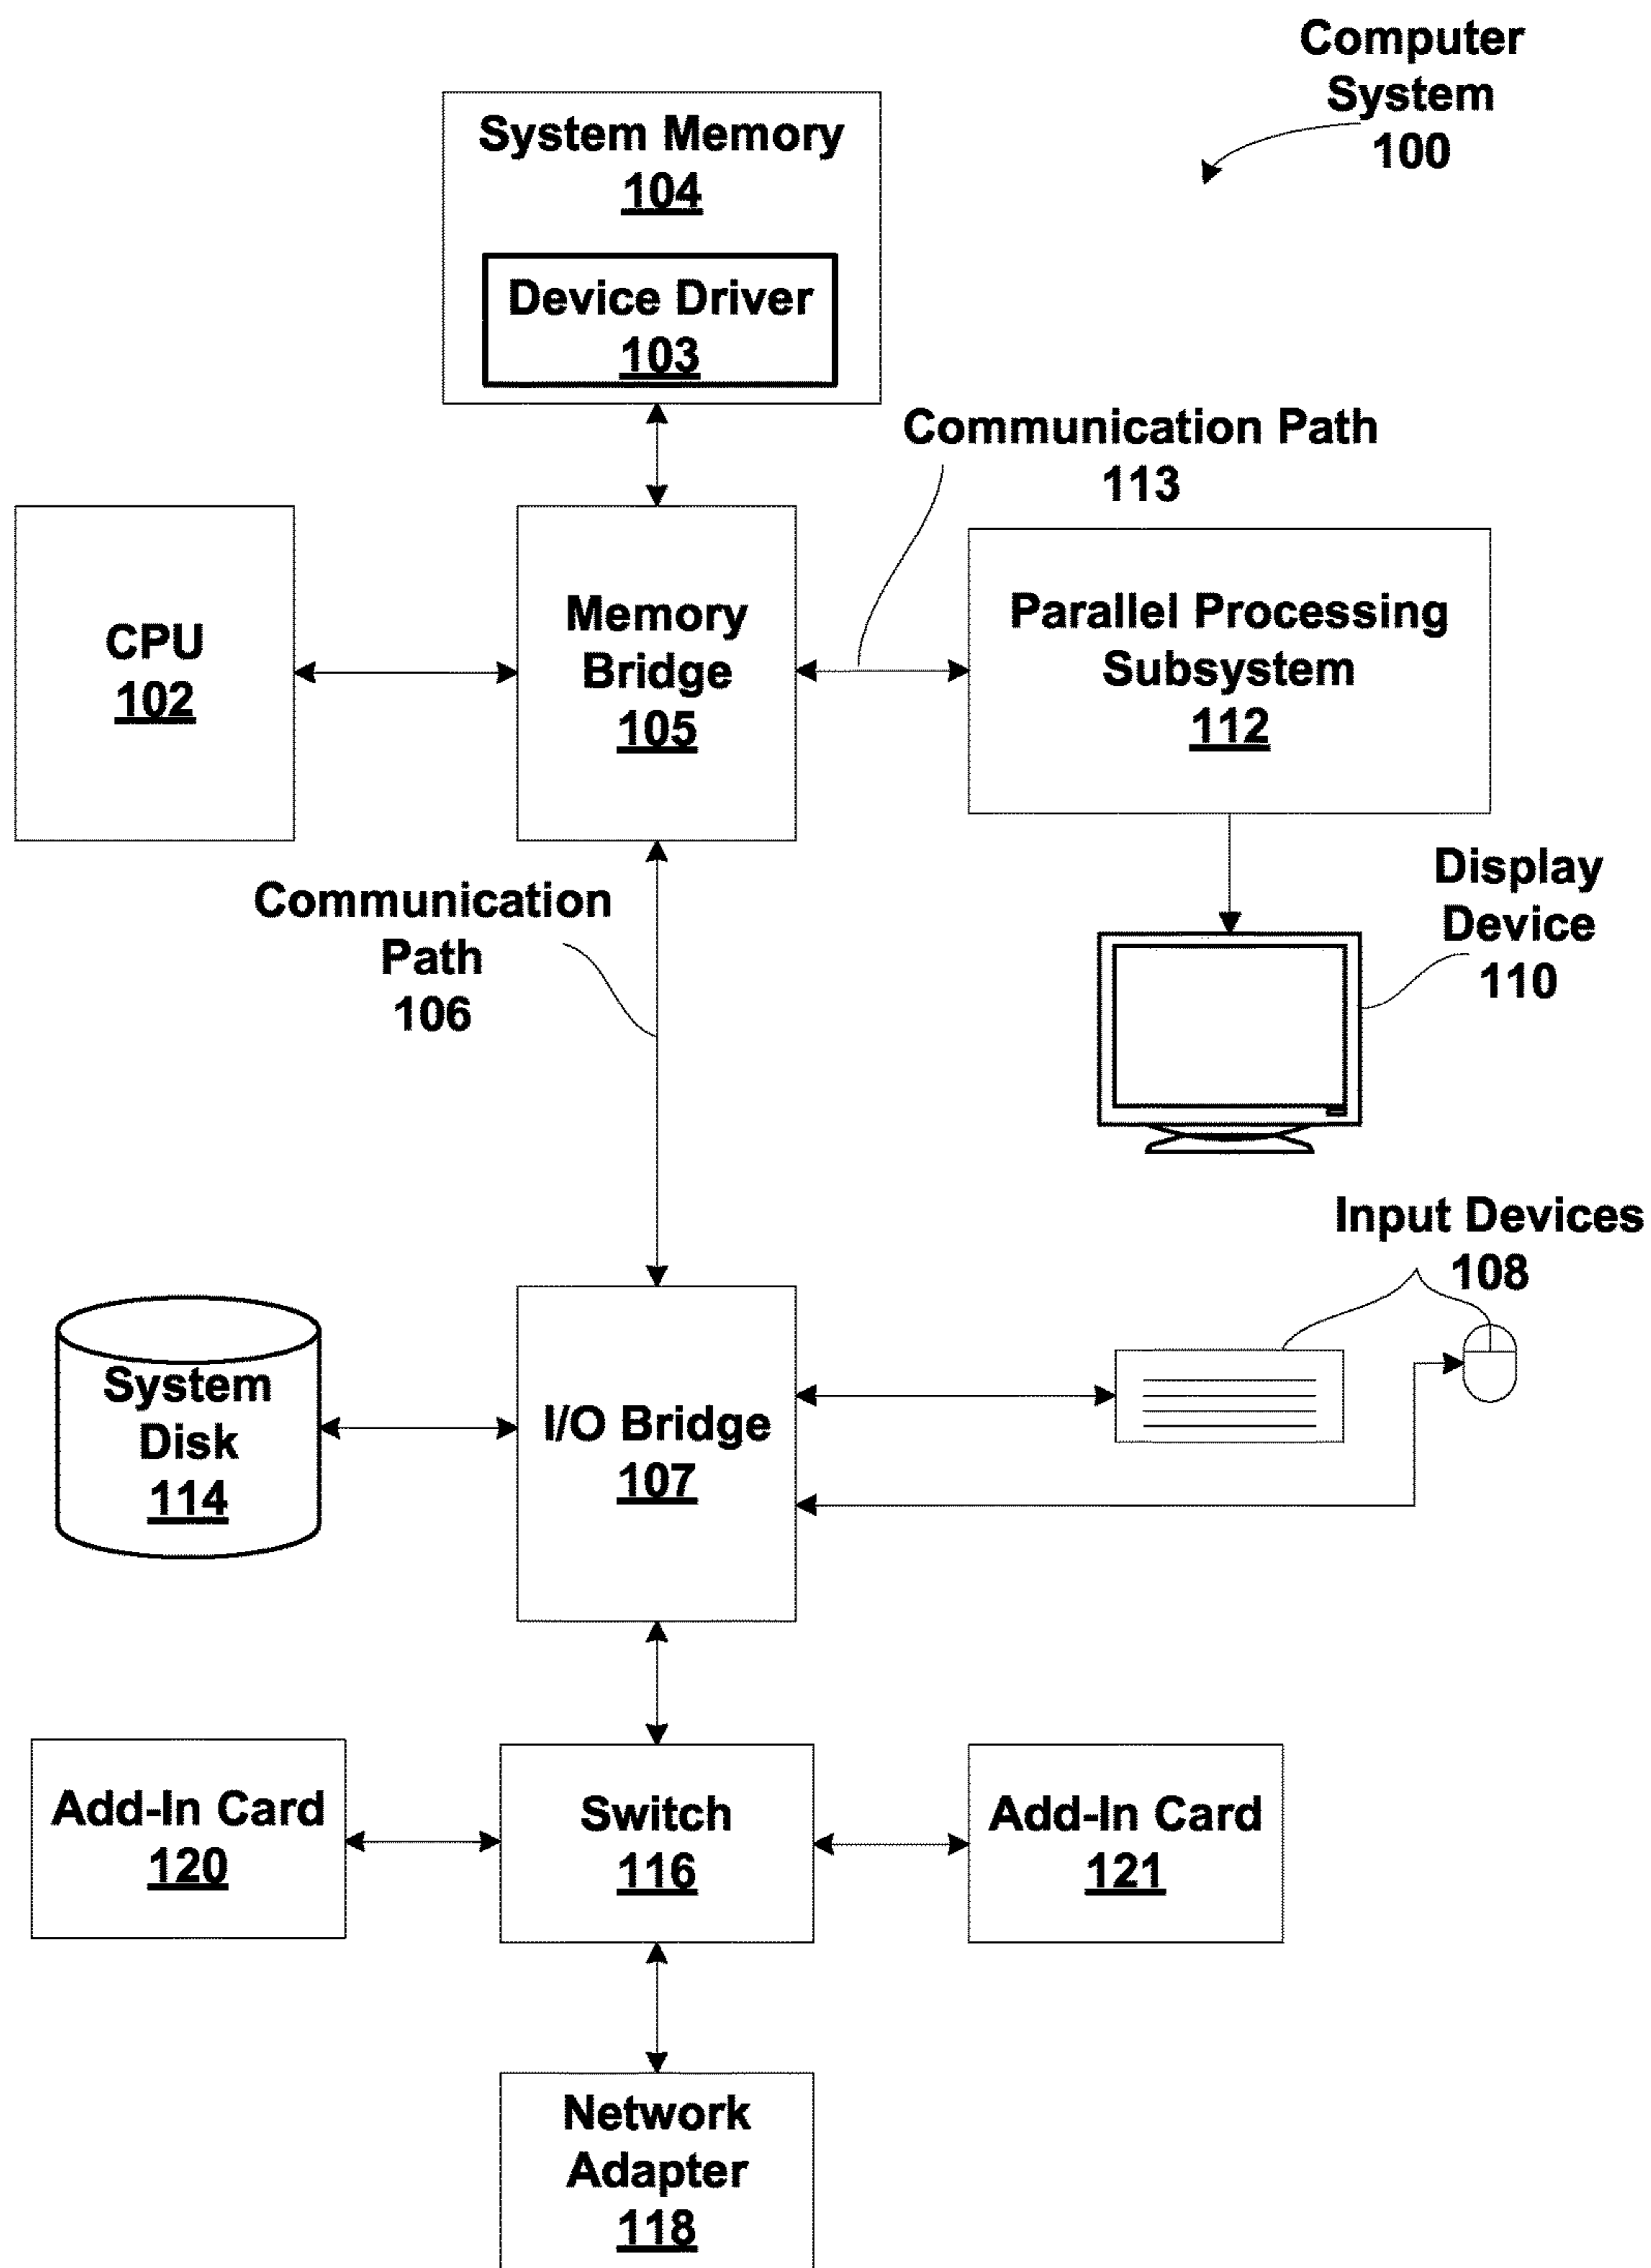 Computer
System
100
System Memory
104
Device Driver
103
Communication Path
113
CPU
102
Memory
Bridge
105
Parallel Processing
Subsystem
112
Communication
Path
106
Display
Device
110
Input Devices
108
System
Disk
114
I/O Bridge
107
Add-In Card
120
Switch
116
Add-In Card
121
Network
Adapter
118